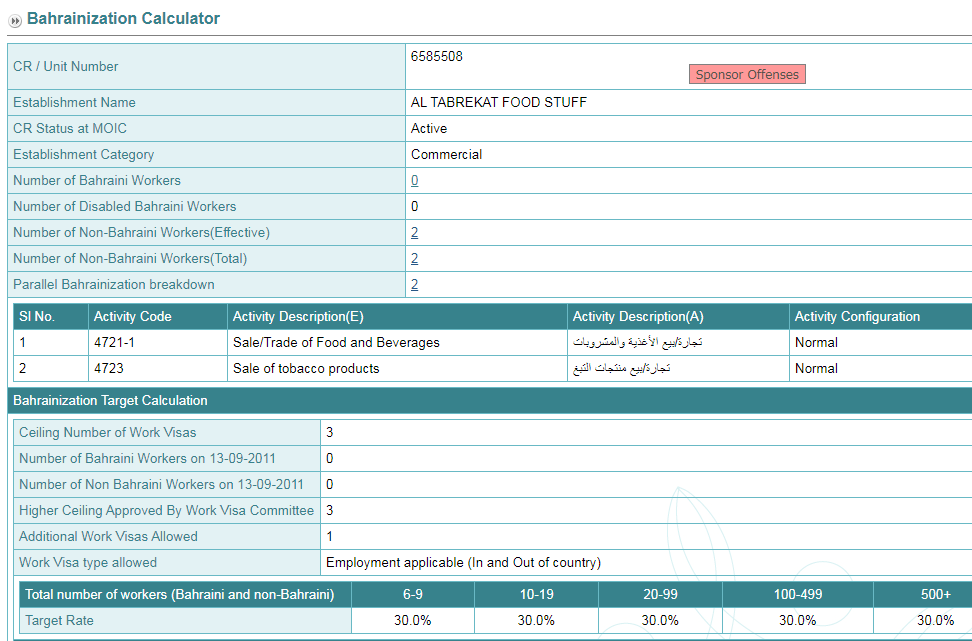 Bahrainization Calculator
CR / Unit Number 6585508
Sponsor Offenses
Establishment Name AL TABREKAT FOOD STUFF
CR Status at MOIC Active
Establishment Category Commercial
Number of Bahraini Workers 0
Number of Disabled Bahraini Workers 0
Number of Non-Bahraini Workers(Effective) 2
Number of Non-Bahraini Workers(Total) 2
Parallel Bahrainization breakdown 2
SI No. Activity Code Activity Description(E) Activity Description(A) Activity Configuration
1 4721-1 Sale/Trade of Food and Beverages تجارة/بيع الأغذية والمشروبات Normal
2 4723 Sale of tobacco products تجارة/بيع منتجات التبغ Normal
Bahrainization Target Calculation
Ceiling Number of Work Visas 3
Number of Bahraini Workers on 13-09-2011 0
Number of Non Bahraini Workers on 13-09-2011 0
Higher Ceiling Approved By Work Visa Committee 3
Additional Work Visas Allowed 1
Work Visa type allowed Employment applicable (In and Out of country)
Total number of workers (Bahraini and non-Bahraini) 6-9 10-19 20-99 100-499 500+
Target Rate 30.0% 30.0% 30.0% 30.0% 30.0%